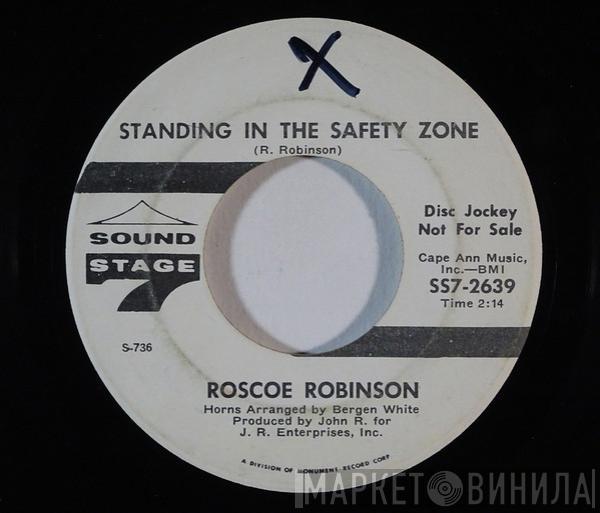 X
STANDING IN THE SAFETY ZONE
(R. Robinson)
SOUND
STAGE
7
Disc Jockey
Not For Sale
Cape Ann Music,
Inc.—BMI
SS7-2639
Time 2:14
S-736
ROSCOE ROBINSON
Horns Arranged by Bergen White
Produced by John R. for
J. R. Enterprises, Inc.
A DIVISION OF MONUMENT RECORD CORP.
МАРКЕТ ВИНИЛА